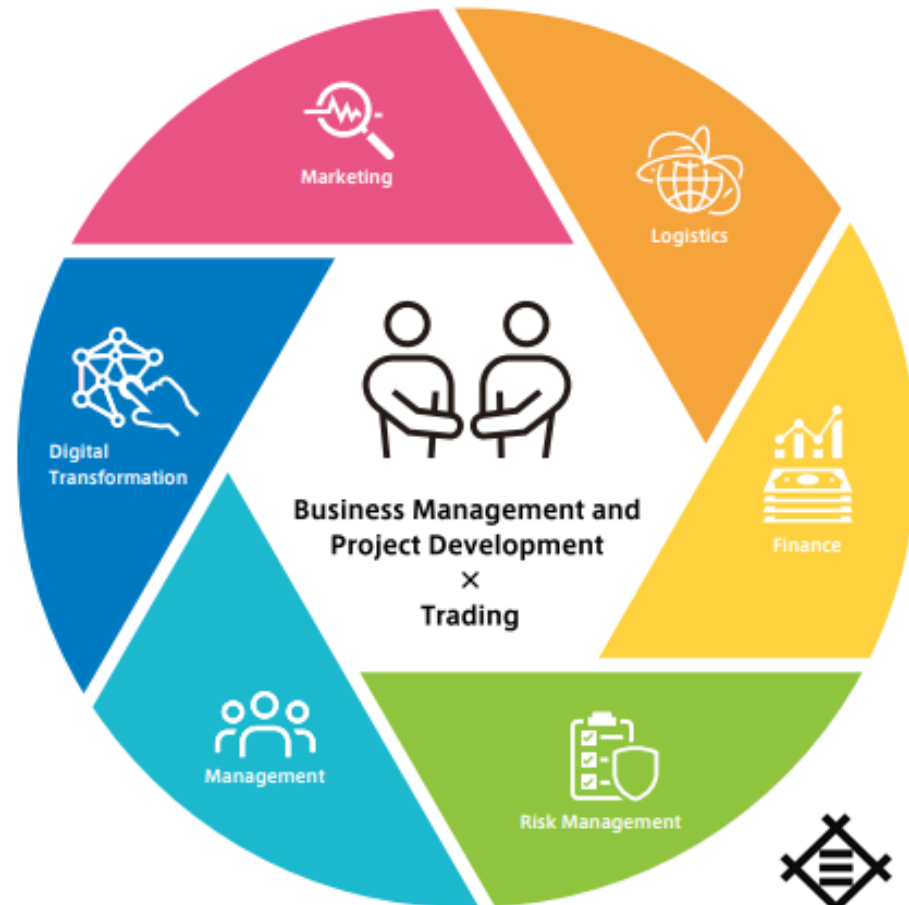 Marketing
Logistics
Digital
Transformation
Business Management and
Project Development
×
Trading
Finance
Management
Risk Management